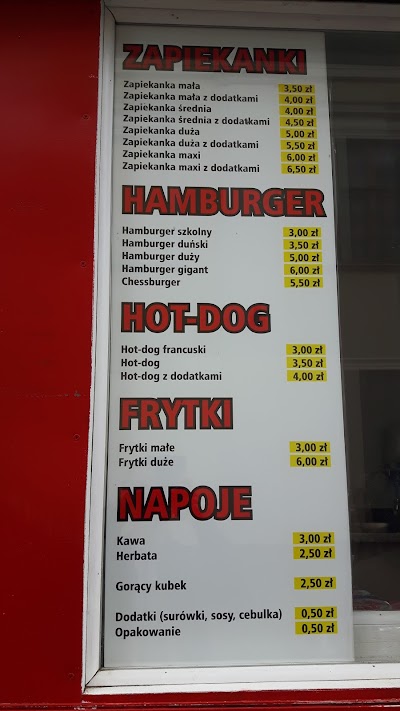 ZAPIEKANKI
Zapiekanka mała 3,50 zł
Zapiekanka mała z dodatkami 4,00 zł
Zapiekanka średnia 4,00 zł
Zapiekanka średnia z dodatkami 4,50 zł
Zapiekanka duża 5,00 zł
Zapiekanka duża z dodatkami 5,50 zł
Zapiekanka maxi 6,00 zł
Zapiekanka maxi z dodatkami 6,50 zł
HAMBURGER
Hamburger szkolny 3,00 zł
Hamburger duński 3,50 zł
Hamburger duży 5,00 zł
Hamburger gigant 6,00 zł
Chessburger 5,50 zł
HOT-DOG
Hot-dog francuski 3,00 zł
Hot-dog 3,50 zł
Hot-dog z dodatkami 4,00 zł
FRYTKI
Frytki małe 3,00 zł
Frytki duże 6,00 zł
NAPOJE
Kawa 3,00 zł
Herbata 2,50 zł
Gorący kubek 2,50 zł
Dodatki (surówki, sosy, cebulka) 0,50 zł
Opakowanie 0,50 zł